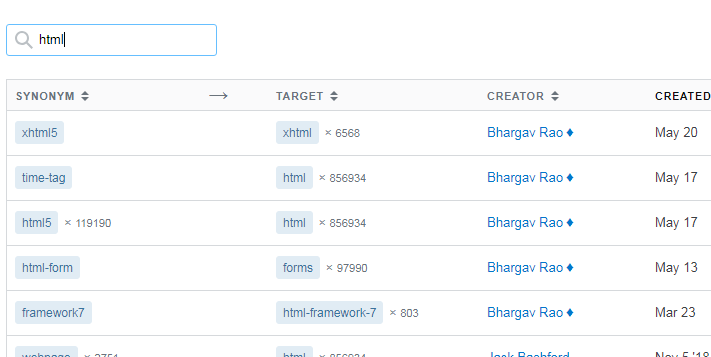 html
SYNONYM → TARGET CREATOR CREATED
xhtml5 xhtml × 6568 Bhargav Rao ♦ May 20
time-tag html × 856934 Bhargav Rao ♦ May 17
html5 × 119190 html × 856934 Bhargav Rao ♦ May 17
html-form forms × 97990 Bhargav Rao ♦ May 13
framework7 html-framework-7 × 803 Bhargav Rao ♦ Mar 23
webpage × 2751 html × 856934 Jack Bashford Nov 5 '18